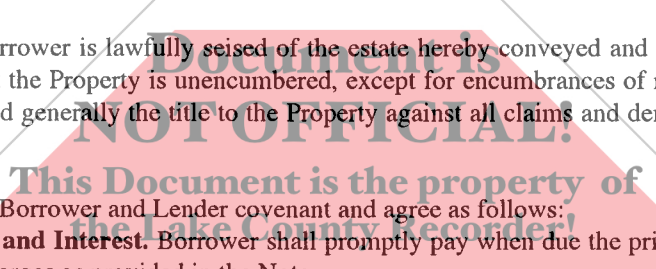 rrower is lawfully seised of the estate hereby conveyed and
Document is
the Property is unencumbered, except for encumbrances of
d generally the title to the Property against all claims and
NOT OFFICIAL!
This Document is the property of
Borrower and Lender covenant and agree as follows:
the Lake County Recorder!
and Interest. Borrower shall promptly pay when due the